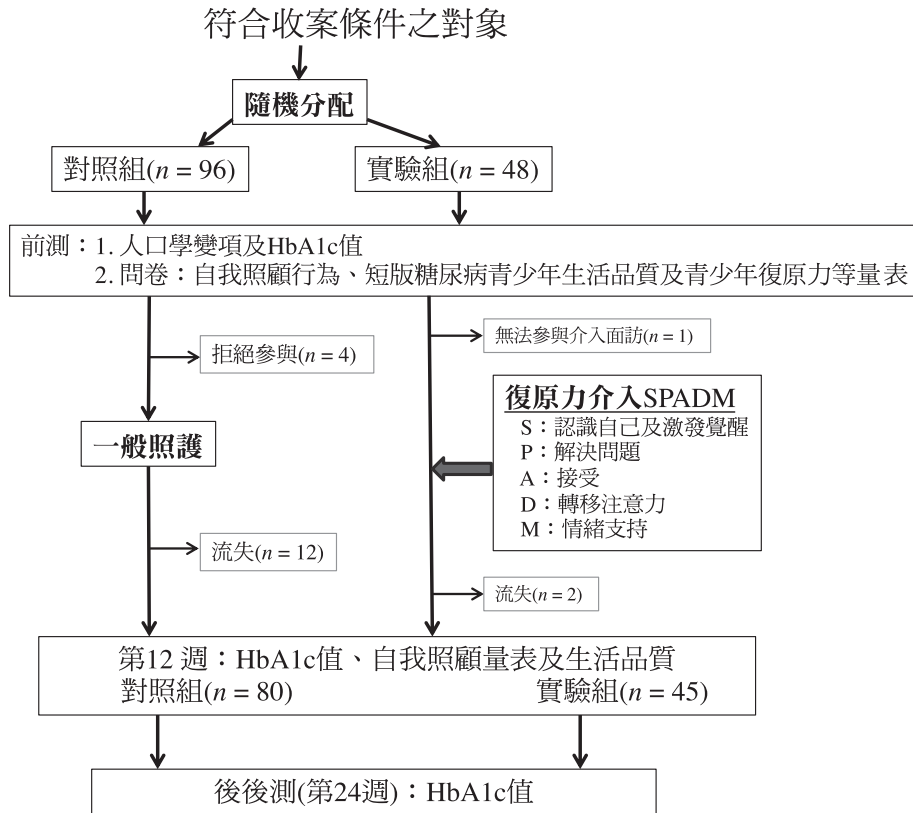 符合收案條件之對象
隨機分配
對照組(n = 96)
實驗組(n = 48)
前測：1. 人口學變項及HbA1c值
2. 問卷：自我照顧行為、短版糖尿病青少年生活品質及青少年復原力等量表
拒絕參與(n = 4)
無法參與介入面訪(n = 1)
復原力介入SPADM
S：認識自己及激發覺醒
P：解決問題
A：接受
D：轉移注意力
M：情緒支持
一般照護
流失(n = 12)
流失(n = 2)
第12 週：HbA1c值、自我照顧量表及生活品質
對照組(n = 80)
實驗組(n = 45)
後後測(第24週)：HbA1c值